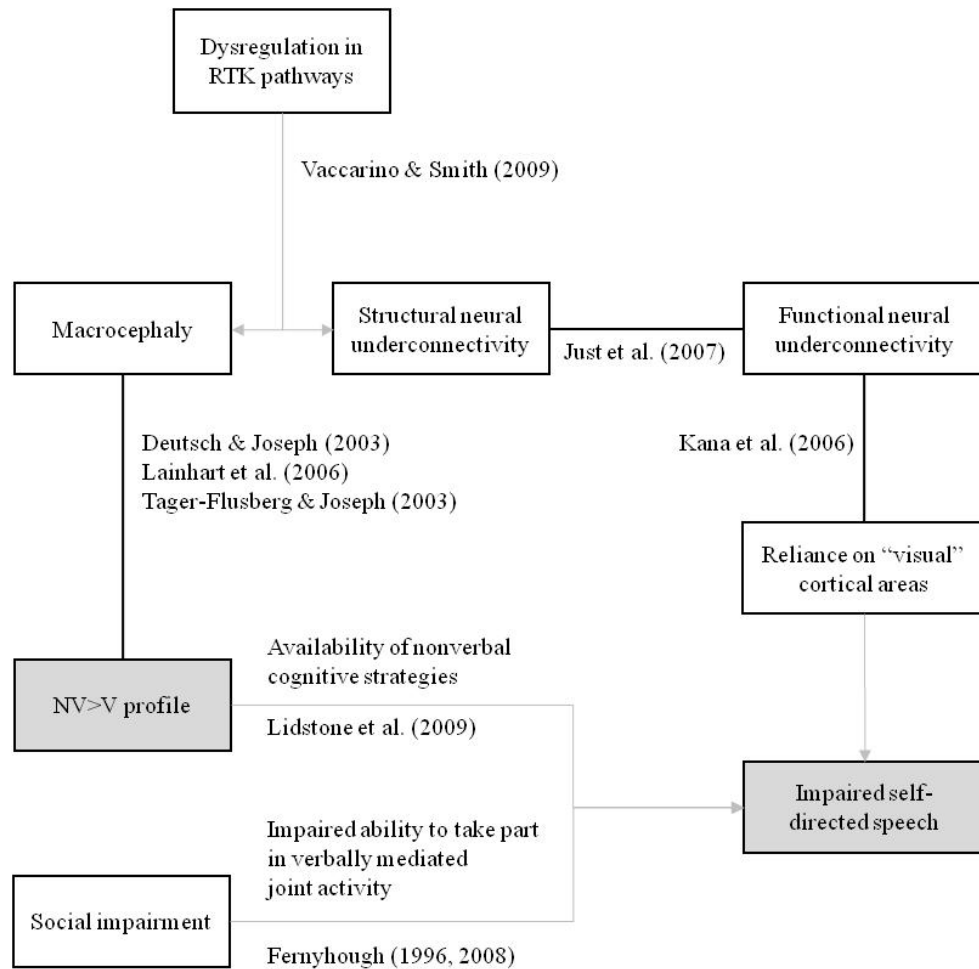 Dysregulation in
RTK pathways
Vaccarino & Smith (2009)
Macrocephaly
Structural neural
underconnectivity
Just et al. (2007)
Functional neural
underconnectivity
Deutsch & Joseph (2003)
Lainhart et al. (2006)
Tager-Flusberg & Joseph (2003)
Kana et al. (2006)
Reliance on “visual”
cortical areas
NV>V profile
Availability of nonverbal
cognitive strategies
Lidstone et al. (2009)
Impaired self-
directed speech
Impaired ability to take part
in verbally mediated
joint activity
Social impairment
Fernyhough (1996, 2008)